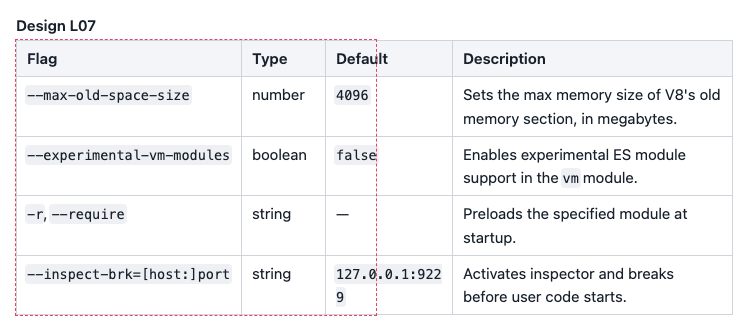 Design L07
Flag Type Default Description
--max-old-space-size number 4096 Sets the max memory size of V8's old
memory section, in megabytes.
--experimental-vm-modules boolean false Enables experimental ES module
support in the vm module.
-r, --require string — Preloads the specified module at
startup.
--inspect-brk=[host:]port string 127.0.0.1:922 Activates inspector and breaks
9 before user code starts.